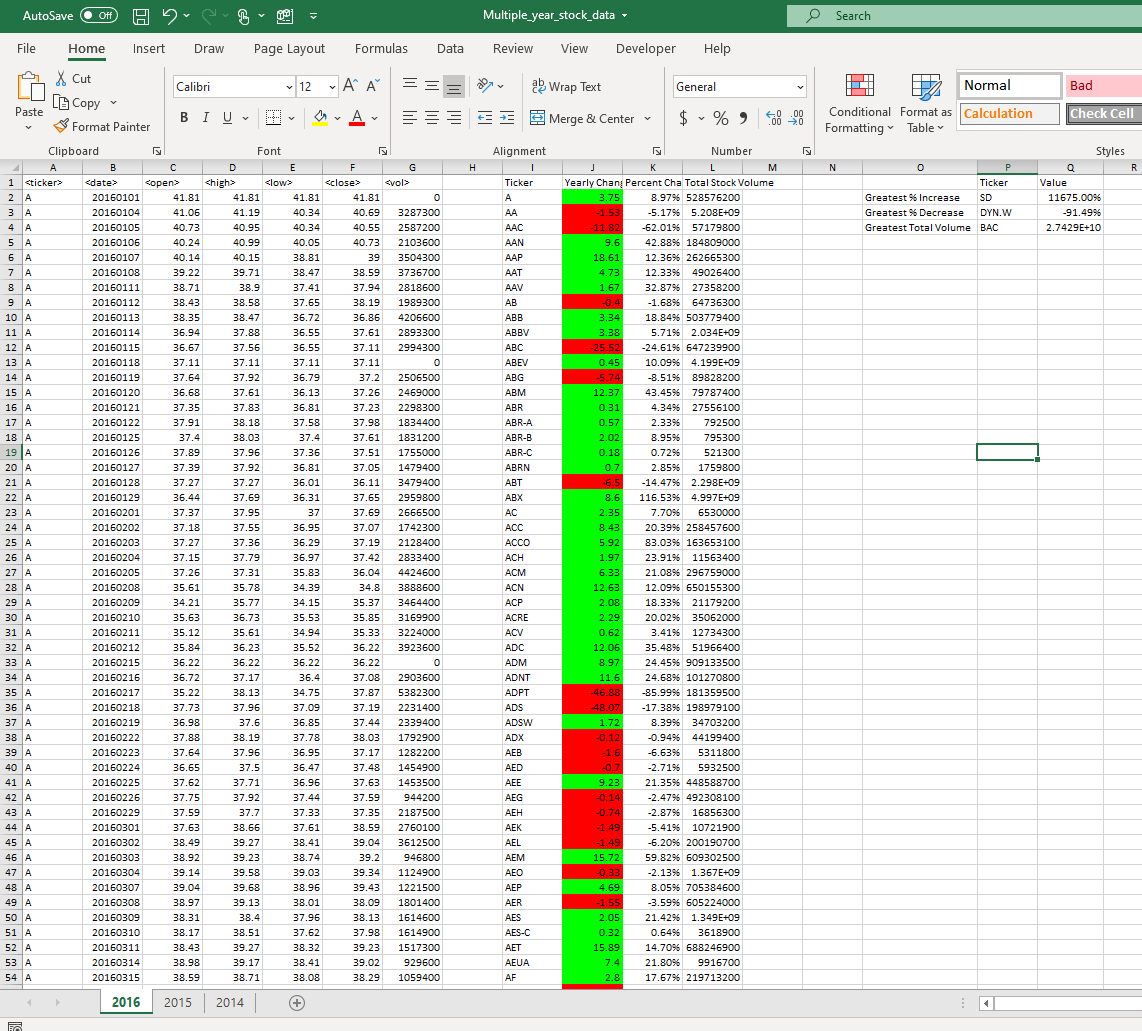 AutoSave Off Multiple_year_stock_data Search
File Home Insert Draw Page Layout Formulas Data Review View Developer Help
Paste Cut Copy Format Painter Calibri 12 A A B I U A ab Wrap Text Merge & Center General $ % 9 Conditional Formatting Format as Table Normal Bad Calculation Check Cell
Clipboard Font Alignment Number Styles
A B C D E F G H I J K L M N O P Q R
1 <ticker> <date> <open> <high> <low> <close> <vol> Ticker Yearly Chang Percent Cha Total Stock Volume Ticker Value
2 A 20160101 41.81 41.81 41.81 41.81 0 A 3.75 8.97% 528576200 Greatest % Increase SD 11675.00%
3 A 20160104 41.06 41.19 40.34 40.69 3287300 AA -1.53 -5.17% 5.208E+09 Greatest % Decrease DYN.W -91.49%
4 A 20160105 40.73 40.95 40.34 40.55 2587200 AAC -11.82 -62.01% 57179800 Greatest Total Volume BAC 2.7429E+10
5 A 20160106 40.24 40.99 40.05 40.73 2103600 AAN 9.6 42.88% 184809000
6 A 20160107 40.14 40.15 38.81 39 3504300 AAP 18.61 12.36% 262665300
7 A 20160108 39.22 39.71 38.47 38.59 3736700 AAT 4.73 12.33% 49026400
8 A 20160111 38.71 38.9 37.41 37.94 2818600 AAV 1.67 32.87% 27358200
9 A 20160112 38.43 38.58 37.65 38.19 1989300 AB -0.4 -1.68% 64736300
10 A 20160113 38.35 38.47 36.72 36.86 4206600 ABB 3.34 18.84% 503779400
11 A 20160114 36.94 37.88 36.55 37.61 2893300 ABBV 3.38 5.71% 2.034E+09
12 A 20160115 36.67 37.56 36.55 37.11 2994300 ABC -25.52 -24.61% 647239900
13 A 20160118 37.11 37.11 37.11 37.11 0 ABEV 0.45 10.09% 4.199E+09
14 A 20160119 37.64 37.92 36.79 37.2 2506500 ABG -5.74 -8.51% 89828200
15 A 20160120 36.68 37.61 36.13 37.26 2469000 ABM 12.37 43.45% 79787400
16 A 20160121 37.35 37.83 36.81 37.23 2298300 ABR 0.31 4.34% 27556100
17 A 20160122 37.91 38.18 37.58 37.98 1834400 ABR-A 0.57 2.33% 792500
18 A 20160125 37.4 38.03 37.4 37.61 1831200 ABR-B 2.02 8.95% 795300
19 A 20160126 37.89 37.96 37.36 37.51 1755000 ABR-C 0.18 0.72% 521300
20 A 20160127 37.39 37.92 36.81 37.05 1479400 ABRN 0.7 2.85% 1759800
21 A 20160128 37.27 37.27 36.01 36.11 3479400 ABT -6.5 -14.47% 2.298E+09
22 A 20160129 36.44 37.69 36.31 37.65 2959800 ABX 8.6 116.53% 4.997E+09
23 A 20160201 37.37 37.95 37 37.69 2666500 AC 2.35 7.70% 6530000
24 A 20160202 37.18 37.55 36.95 37.07 1742300 ACC 8.43 20.39% 258457600
25 A 20160203 37.27 37.36 36.29 37.19 2128400 ACCO 5.92 83.03% 163653100
26 A 20160204 37.15 37.79 36.97 37.42 2833400 ACH 1.97 23.91% 11563400
27 A 20160205 37.26 37.31 35.83 36.04 4424600 ACM 6.33 21.08% 296759000
28 A 20160208 35.61 35.78 34.39 34.8 3888600 ACN 12.63 12.09% 650155300
29 A 20160209 34.21 35.77 34.15 35.37 3464400 ACP 2.08 18.33% 21179200
30 A 20160210 35.63 36.73 35.53 35.85 3169900 ACRE 2.29 20.02% 35062000
31 A 20160211 35.12 35.61 34.94 35.33 3224000 ACV 0.62 3.41% 12734300
32 A 20160212 35.84 36.23 35.52 36.22 3923600 ADC 12.06 35.48% 51966400
33 A 20160215 36.22 36.22 36.22 36.22 0 ADM 8.97 24.45% 909133500
34 A 20160216 36.72 37.17 36.4 37.08 2903600 ADNT 11.6 24.68% 101270800
35 A 20160217 35.22 38.13 34.75 37.87 5382300 ADPT -46.88 -85.99% 181359500
36 A 20160218 37.73 37.96 37.09 37.19 2231400 ADS -48.07 -17.38% 198979100
37 A 20160219 36.98 37.6 36.85 37.44 2339400 ADSW 1.72 8.39% 34703200
38 A 20160222 37.88 38.19 37.78 38.03 1792900 ADX -0.12 -0.94% 44199400
39 A 20160223 37.64 37.96 36.95 37.17 1282200 AEB -1.6 -6.63% 5311800
40 A 20160224 36.65 37.5 36.47 37.48 1454900 AED -0.7 -2.71% 5932500
41 A 20160225 37.62 37.71 36.96 37.63 1453500 AEE 9.23 21.35% 448588700
42 A 20160226 37.75 37.92 37.44 37.59 944200 AEG -0.14 -2.47% 492308100
43 A 20160229 37.59 37.7 37.33 37.35 2187500 AEH -0.74 -2.87% 16856300
44 A 20160301 37.63 38.66 37.61 38.59 2760100 AEK -1.49 -5.41% 10721900
45 A 20160302 38.49 39.27 38.41 39.04 3612500 AEL -1.49 -6.20% 200190700
46 A 20160303 38.92 39.23 38.74 39.2 946800 AEM 15.72 59.82% 609302500
47 A 20160304 39.14 39.58 39.03 39.34 1124900 AEO -0.33 -2.13% 1.367E+09
48 A 20160307 39.04 39.68 38.96 39.43 1221500 AEP 4.69 8.05% 705384600
49 A 20160308 38.97 39.13 38.01 38.09 1801400 AER -1.55 -3.59% 605224000
50 A 20160309 38.31 38.4 37.96 38.13 1614600 AES 2.05 21.42% 1.349E+09
51 A 20160310 38.17 38.51 37.62 37.98 1614900 AES-C 0.32 0.64% 3618900
52 A 20160311 38.43 39.27 38.32 39.23 1517300 AET 15.89 14.70% 688246900
53 A 20160314 38.98 39.17 38.41 39.02 929600 AEUA 7.4 21.80% 9916700
54 A 20160315 38.59 38.71 38.08 38.29 1059400 AF 2.8 17.67% 219713200
2016 2015 2014